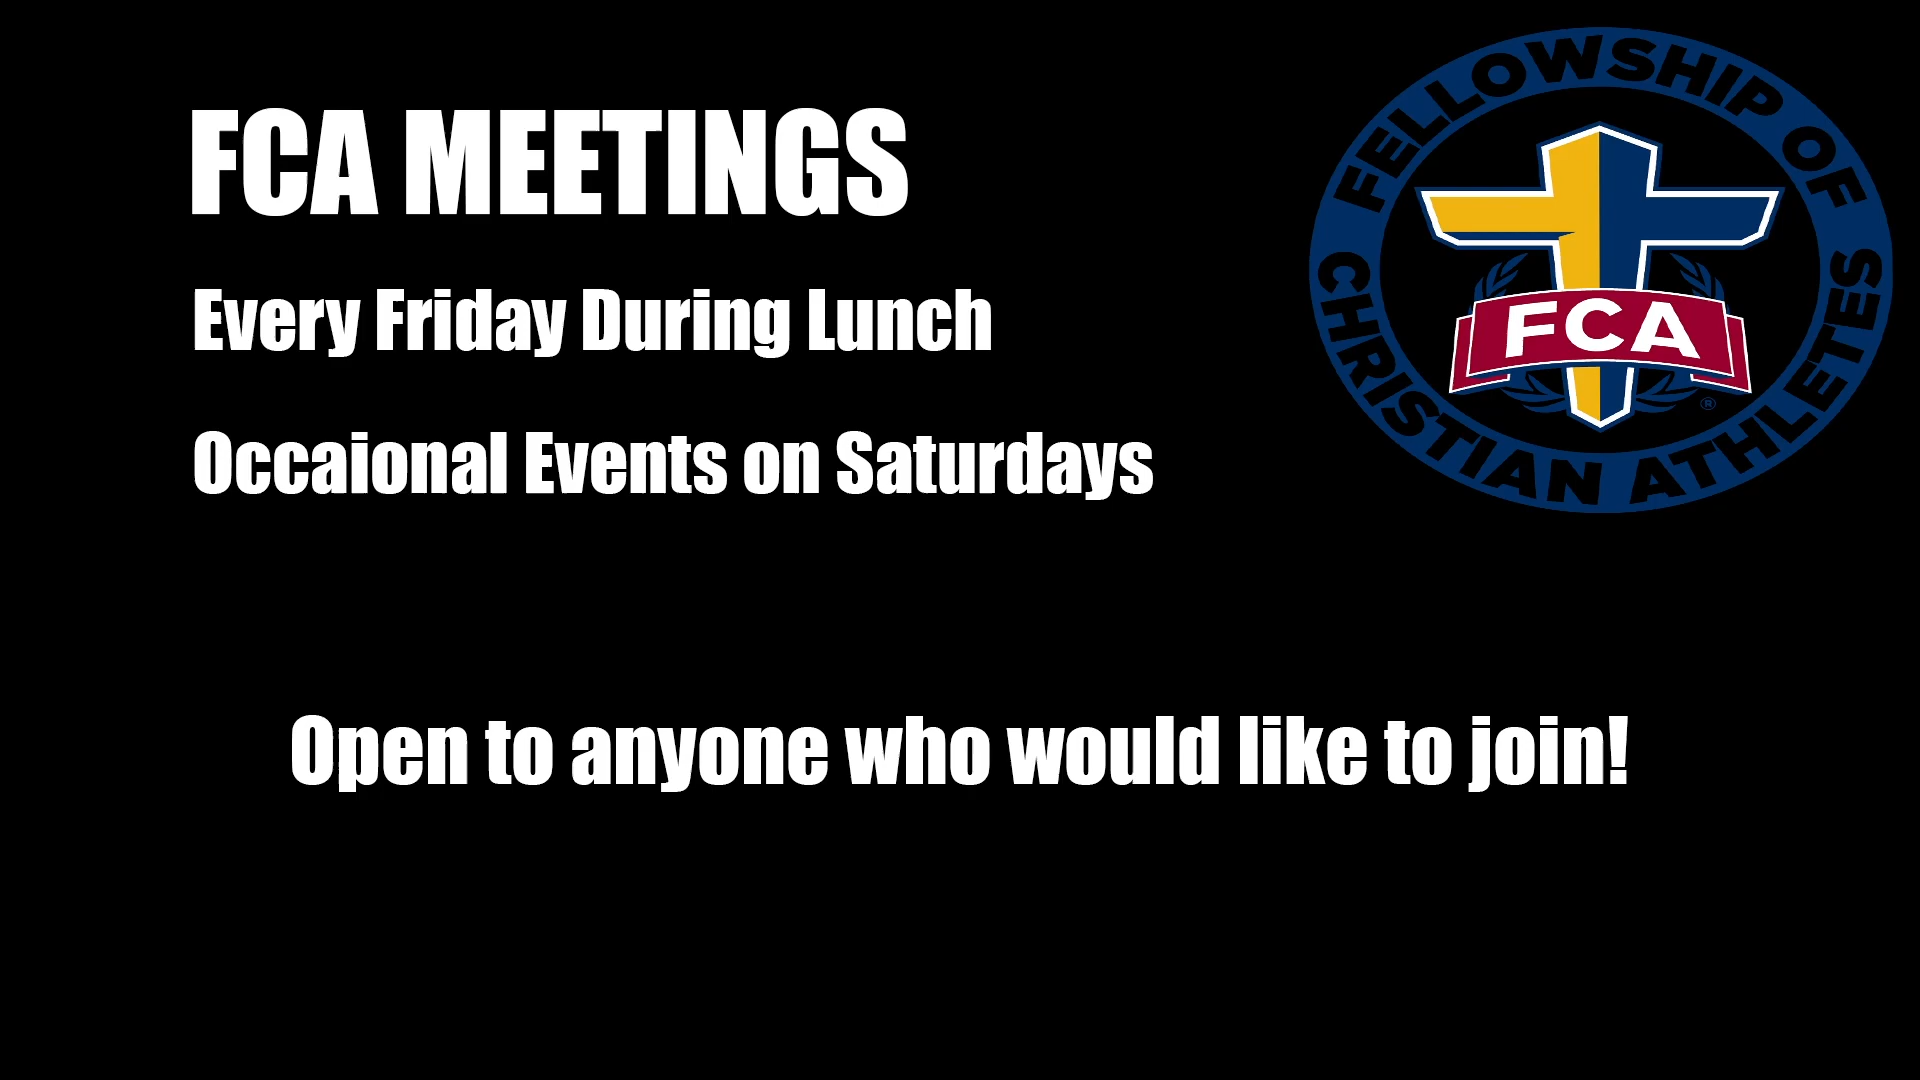 FCA MEETINGS
Every Friday During Lunch
Occaional Events on Saturdays
FELLOWSHIP OF
CHRISTIAN ATHLETES
FCA
®
Open to anyone who would like to join!